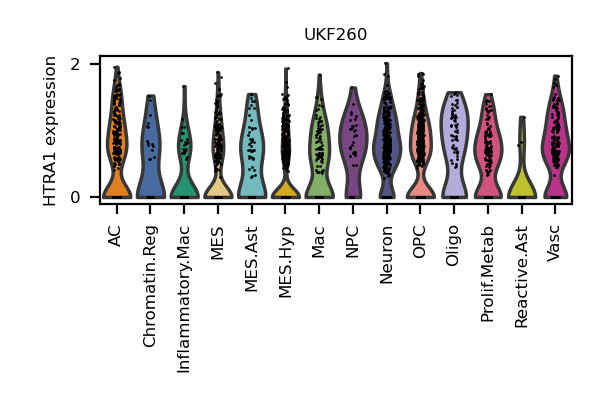 UKF260
HTRA1 expression
2
0
AC
Chromatin.Reg
Inflammatory.Mac
MES
MES.Ast
MES.Hyp
Mac
NPC
Neuron
OPC
Oligo
Prolif.Metab
Reactive.Ast
Vasc